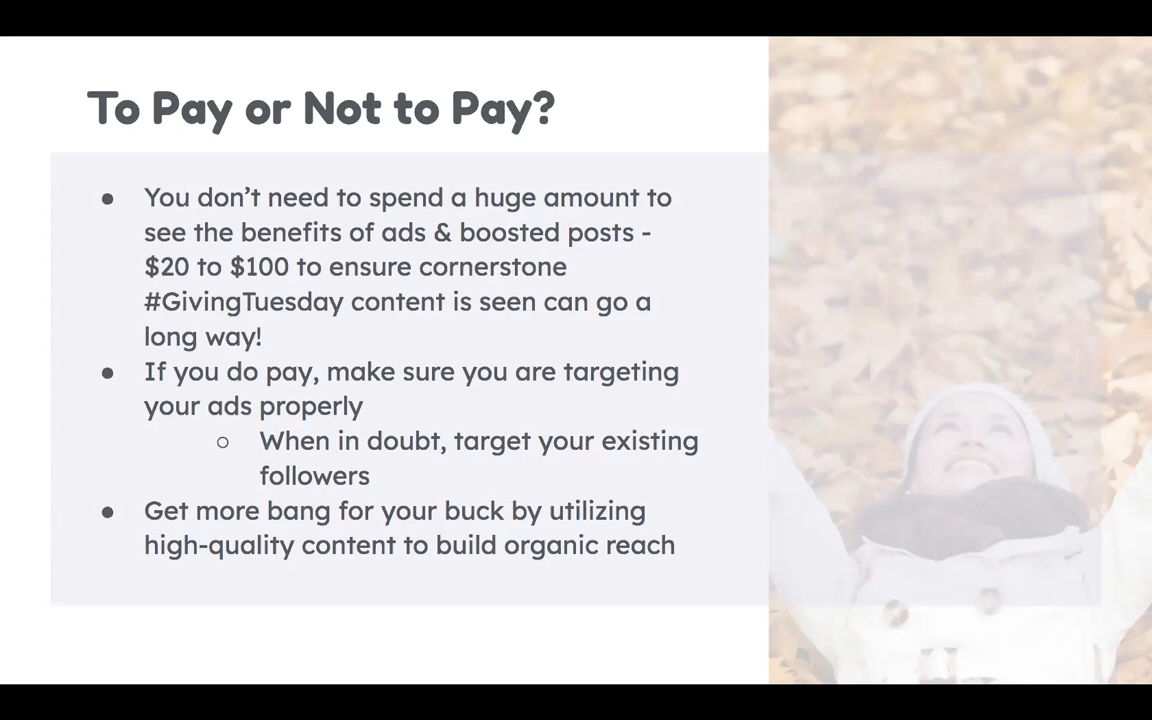 To Pay or Not to Pay?
● You don’t need to spend a huge amount to
see the benefits of ads & boosted posts -
$20 to $100 to ensure cornerstone
#GivingTuesday content is seen can go a
long way!
● If you do pay, make sure you are targeting
your ads properly
○ When in doubt, target your existing
followers
● Get more bang for your buck by utilizing
high-quality content to build organic reach